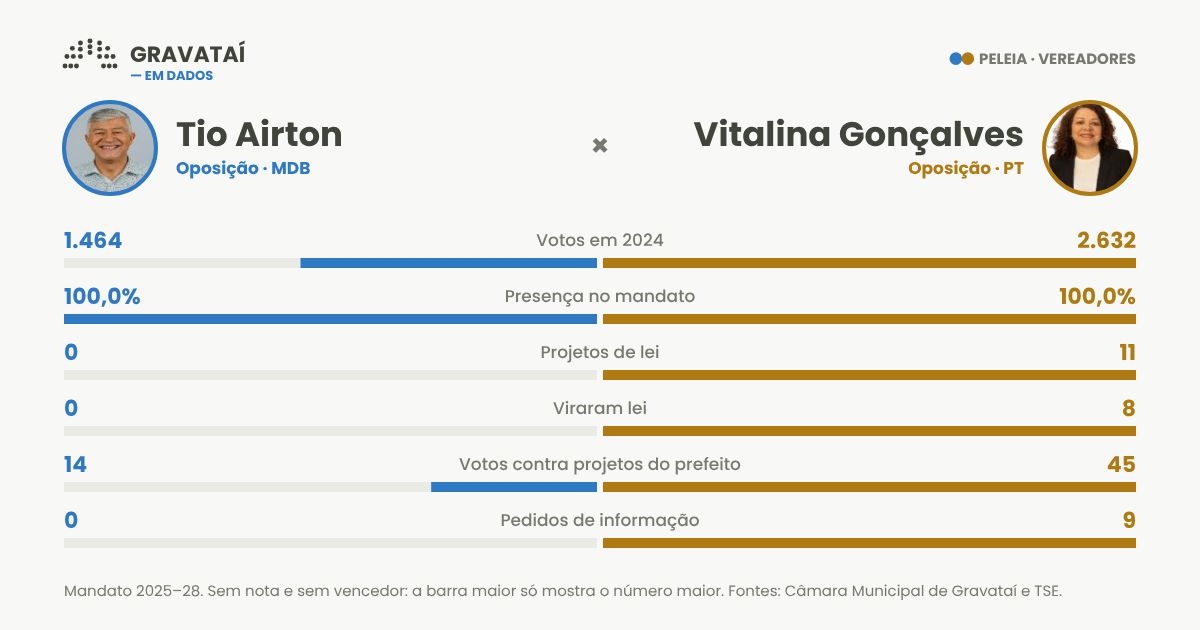 GRAVATAÍ
— EM DADOS
PELEIA · VEREADORES
Tio Airton
Oposição · MDB
×
Vitalina Gonçalves
Oposição · PT
1.464 Votos em 2024 2.632
100,0% Presença no mandato 100,0%
0 Projetos de lei 11
0 Viraram lei 8
14 Votos contra projetos do prefeito 45
0 Pedidos de informação 9
Mandato 2025–28. Sem nota e sem vencedor: a barra maior só mostra o número maior. Fontes: Câmara Municipal de Gravataí e TSE.